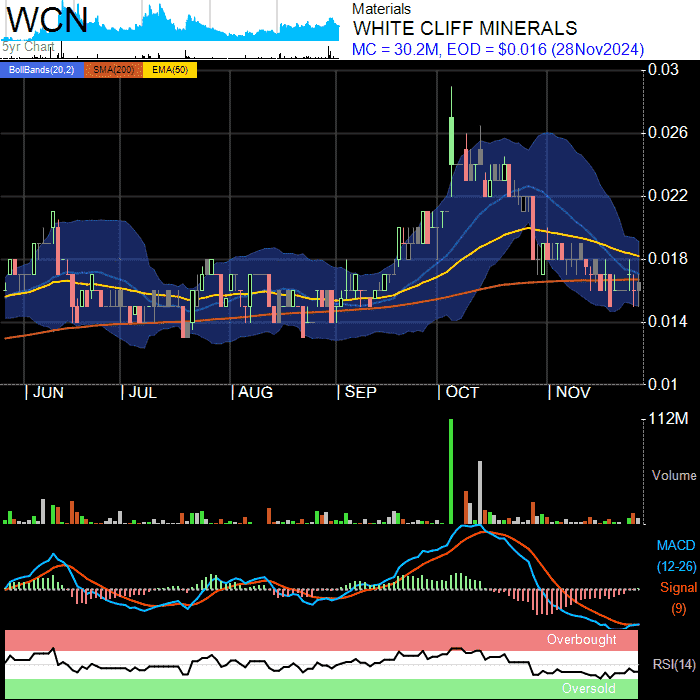 WCN
5yr Chart
Materials
WHITE CLIFF MINERALS
MC = 30.2M, EOD = $0.016 (28Nov2024)
BollBands(20,2) SMA(200) EMA(50)
0.03
0.026
0.022
0.018
0.014
0.01
JUN JUL AUG SEP OCT NOV
112M
Volume
MACD
(12-26)
Signal
(9)
Overbought
RSI(14)
Oversold